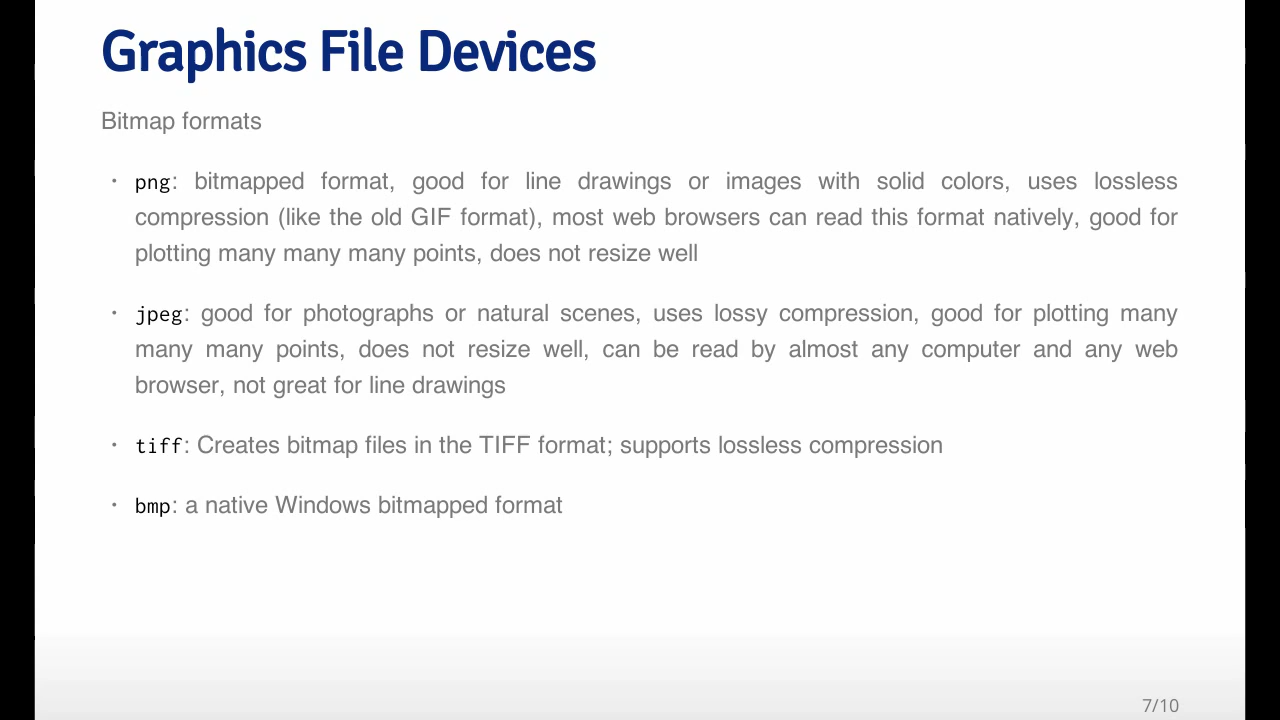 Graphics File Devices
Bitmap formats
· png: bitmapped format, good for line drawings or images with solid colors, uses lossless
compression (like the old GIF format), most web browsers can read this format natively, good for
plotting many many many points, does not resize well
· jpeg: good for photographs or natural scenes, uses lossy compression, good for plotting many
many many points, does not resize well, can be read by almost any computer and any web
browser, not great for line drawings
· tiff: Creates bitmap files in the TIFF format; supports lossless compression
· bmp: a native Windows bitmapped format
7/10